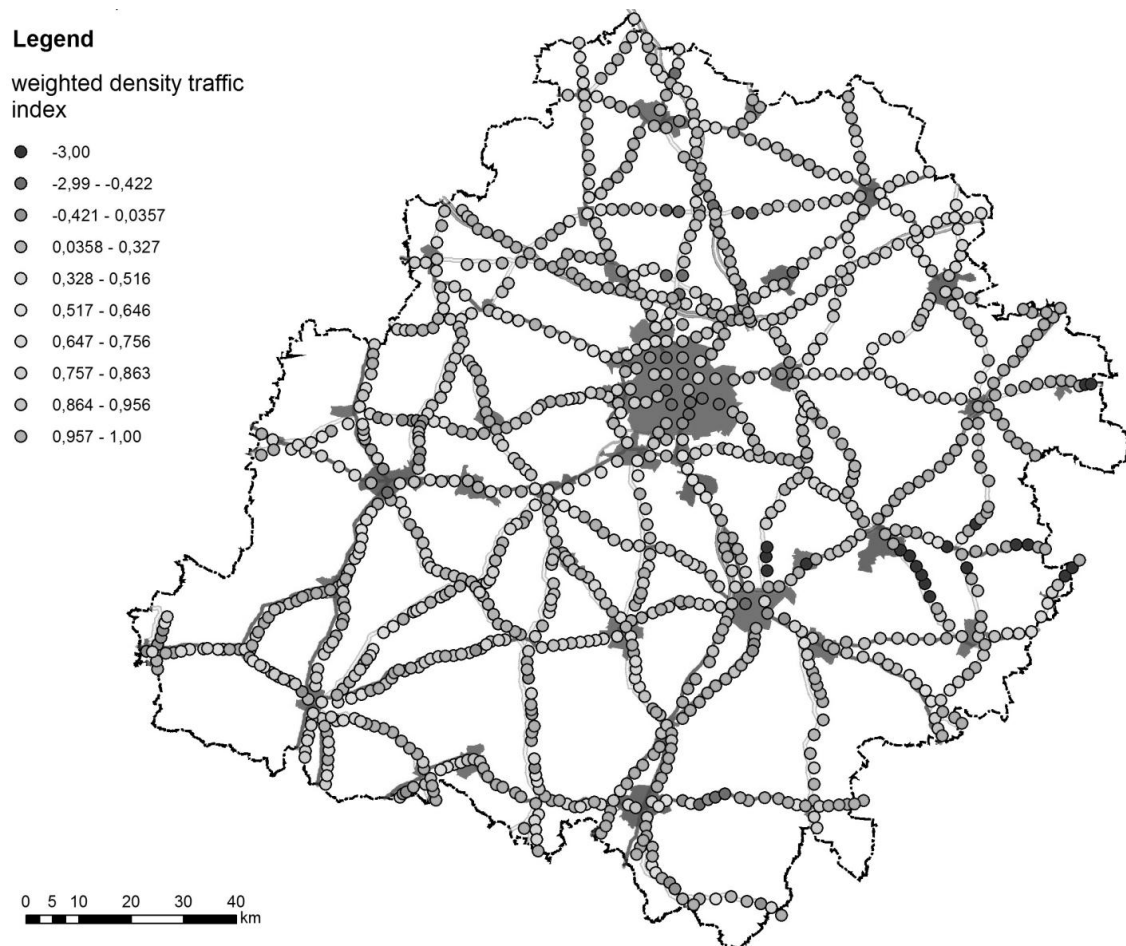 Legend
weighted density traffic
index
-3,00
-2,99 - -0,422
-0,421 - 0,0357
0,0358 - 0,327
0,328 - 0,516
0,517 - 0,646
0,647 - 0,756
0,757 - 0,863
0,864 - 0,956
0,957 - 1,00
0 5 10 20 30 40
km